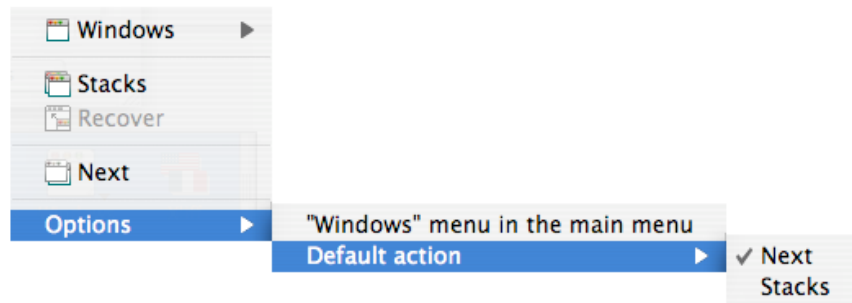 Windows
Stacks
Recover
Next
Options
"Windows" menu in the main menu
Default action
Next
Stacks